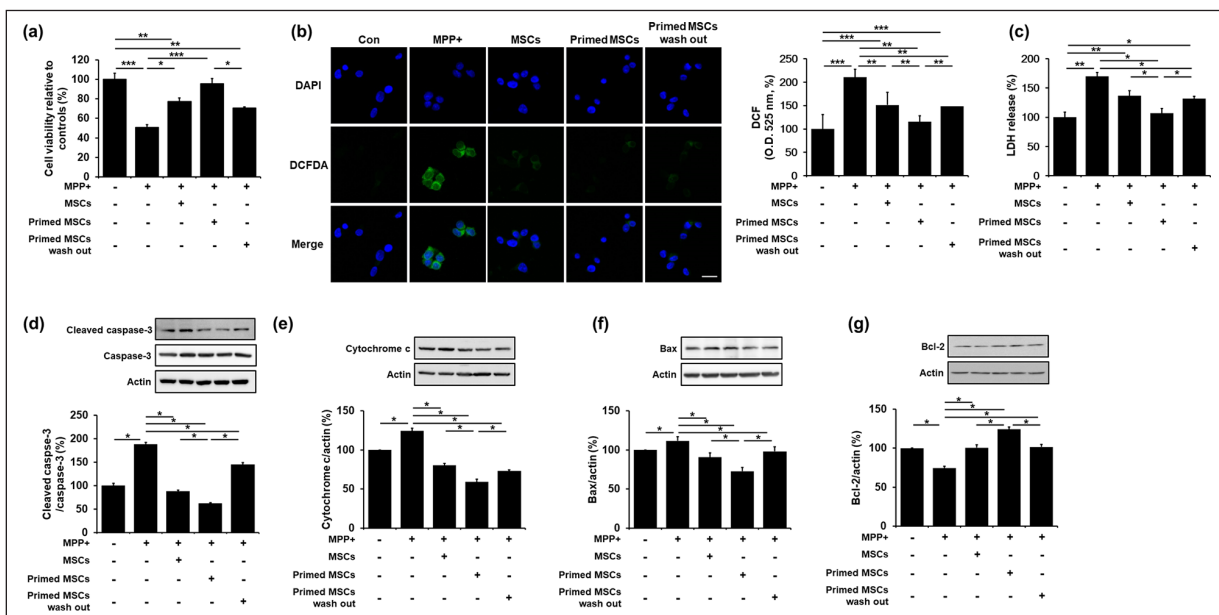 (a)
Cell viability relative to
controls (%)
120
100
80
60
40
20
0
**
**
***
***
*
*
MPP+ - + + + +
MSCs - - + - -
Primed MSCs - - - + -
Primed MSCs
wash out - - - - +
(b)
Con MPP+ MSCs Primed MSCs Primed MSCs
wash out
DAPI
DCFDA
Merge
DCF
(O.D. 525 nm, %)
250
200
150
100
50
0
***
***
**
**
*** ** ** **
MPP+ - + + + +
MSCs - - + - -
Primed MSCs - - - + -
Primed MSCs
wash out - - - - +
(c)
LDH release (%)
200
150
100
50
0
*
**
*
*
** * *
MPP+ - + + + +
MSCs - - + - -
Primed MSCs - - - + -
Primed MSCs
wash out - - - - +
(d)
Cleaved caspase-3
Caspase-3
Actin
Cleaved caspse-3
/caspase-3 (%)
250
200
150
100
50
0
*
*
*
* * *
MPP+ - + + + +
MSCs - - + - -
Primed MSCs - - - + -
Primed MSCs
wash out - - - - +
(e)
Cytochrome c
Actin
Cytochrome c/actin (%)
150
100
50
0
*
*
*
* * *
MPP+ - + + + +
MSCs - - + - -
Primed MSCs - - - + -
Primed MSCs
wash out - - - - +
(f)
Bax
Actin
Bax/actin (%)
150
100
50
0
*
*
*
* * *
MPP+ - + + + +
MSCs - - + - -
Primed MSCs - - - + -
Primed MSCs
wash out - - - - +
(g)
Bcl-2
Actin
Bcl-2/actin (%)
150
100
50
0
*
*
*
* * *
MPP+ - + + + +
MSCs - - + - -
Primed MSCs - - - + -
Primed MSCs
wash out - - - - +